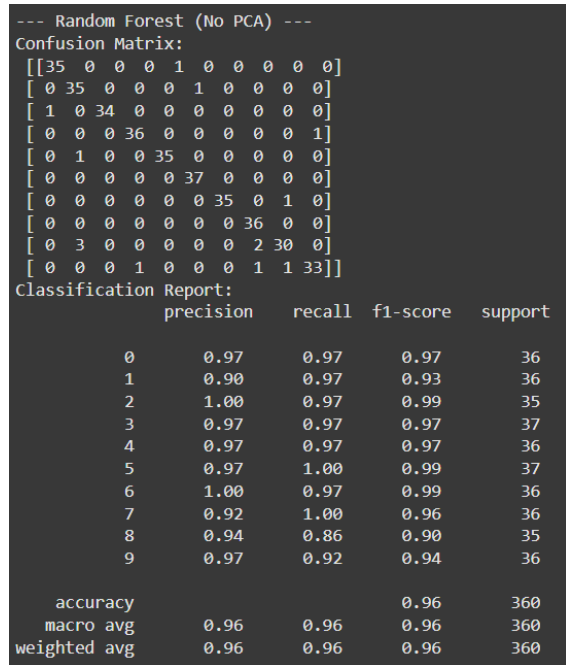 --- Random Forest (No PCA) ---
Confusion Matrix:
 [[35  0  0  0  1  0  0  0  0  0]
 [ 0 35  0  0  0  1  0  0  0  0]
 [ 1  0 34  0  0  0  0  0  0  0]
 [ 0  0  0 36  0  0  0  0  0  1]
 [ 0  1  0  0 35  0  0  0  0  0]
 [ 0  0  0  0  0 37  0  0  0  0]
 [ 0  0  0  0  0  0 35  0  1  0]
 [ 0  0  0  0  0  0  0 36  0  0]
 [ 0  3  0  0  0  0  0  2 30  0]
 [ 0  0  0  1  0  0  0  1  1 33]]
Classification Report:
              precision    recall  f1-score   support
           0       0.97      0.97      0.97        36
           1       0.90      0.97      0.93        36
           2       1.00      0.97      0.99        35
           3       0.97      0.97      0.97        37
           4       0.97      0.97      0.97        36
           5       0.97      1.00      0.99        37
           6       1.00      0.97      0.99        36
           7       0.92      1.00      0.96        36
           8       0.94      0.86      0.90        35
           9       0.97      0.92      0.94        36
    accuracy                           0.96       360
   macro avg       0.96      0.96      0.96       360
weighted avg       0.96      0.96      0.96       360